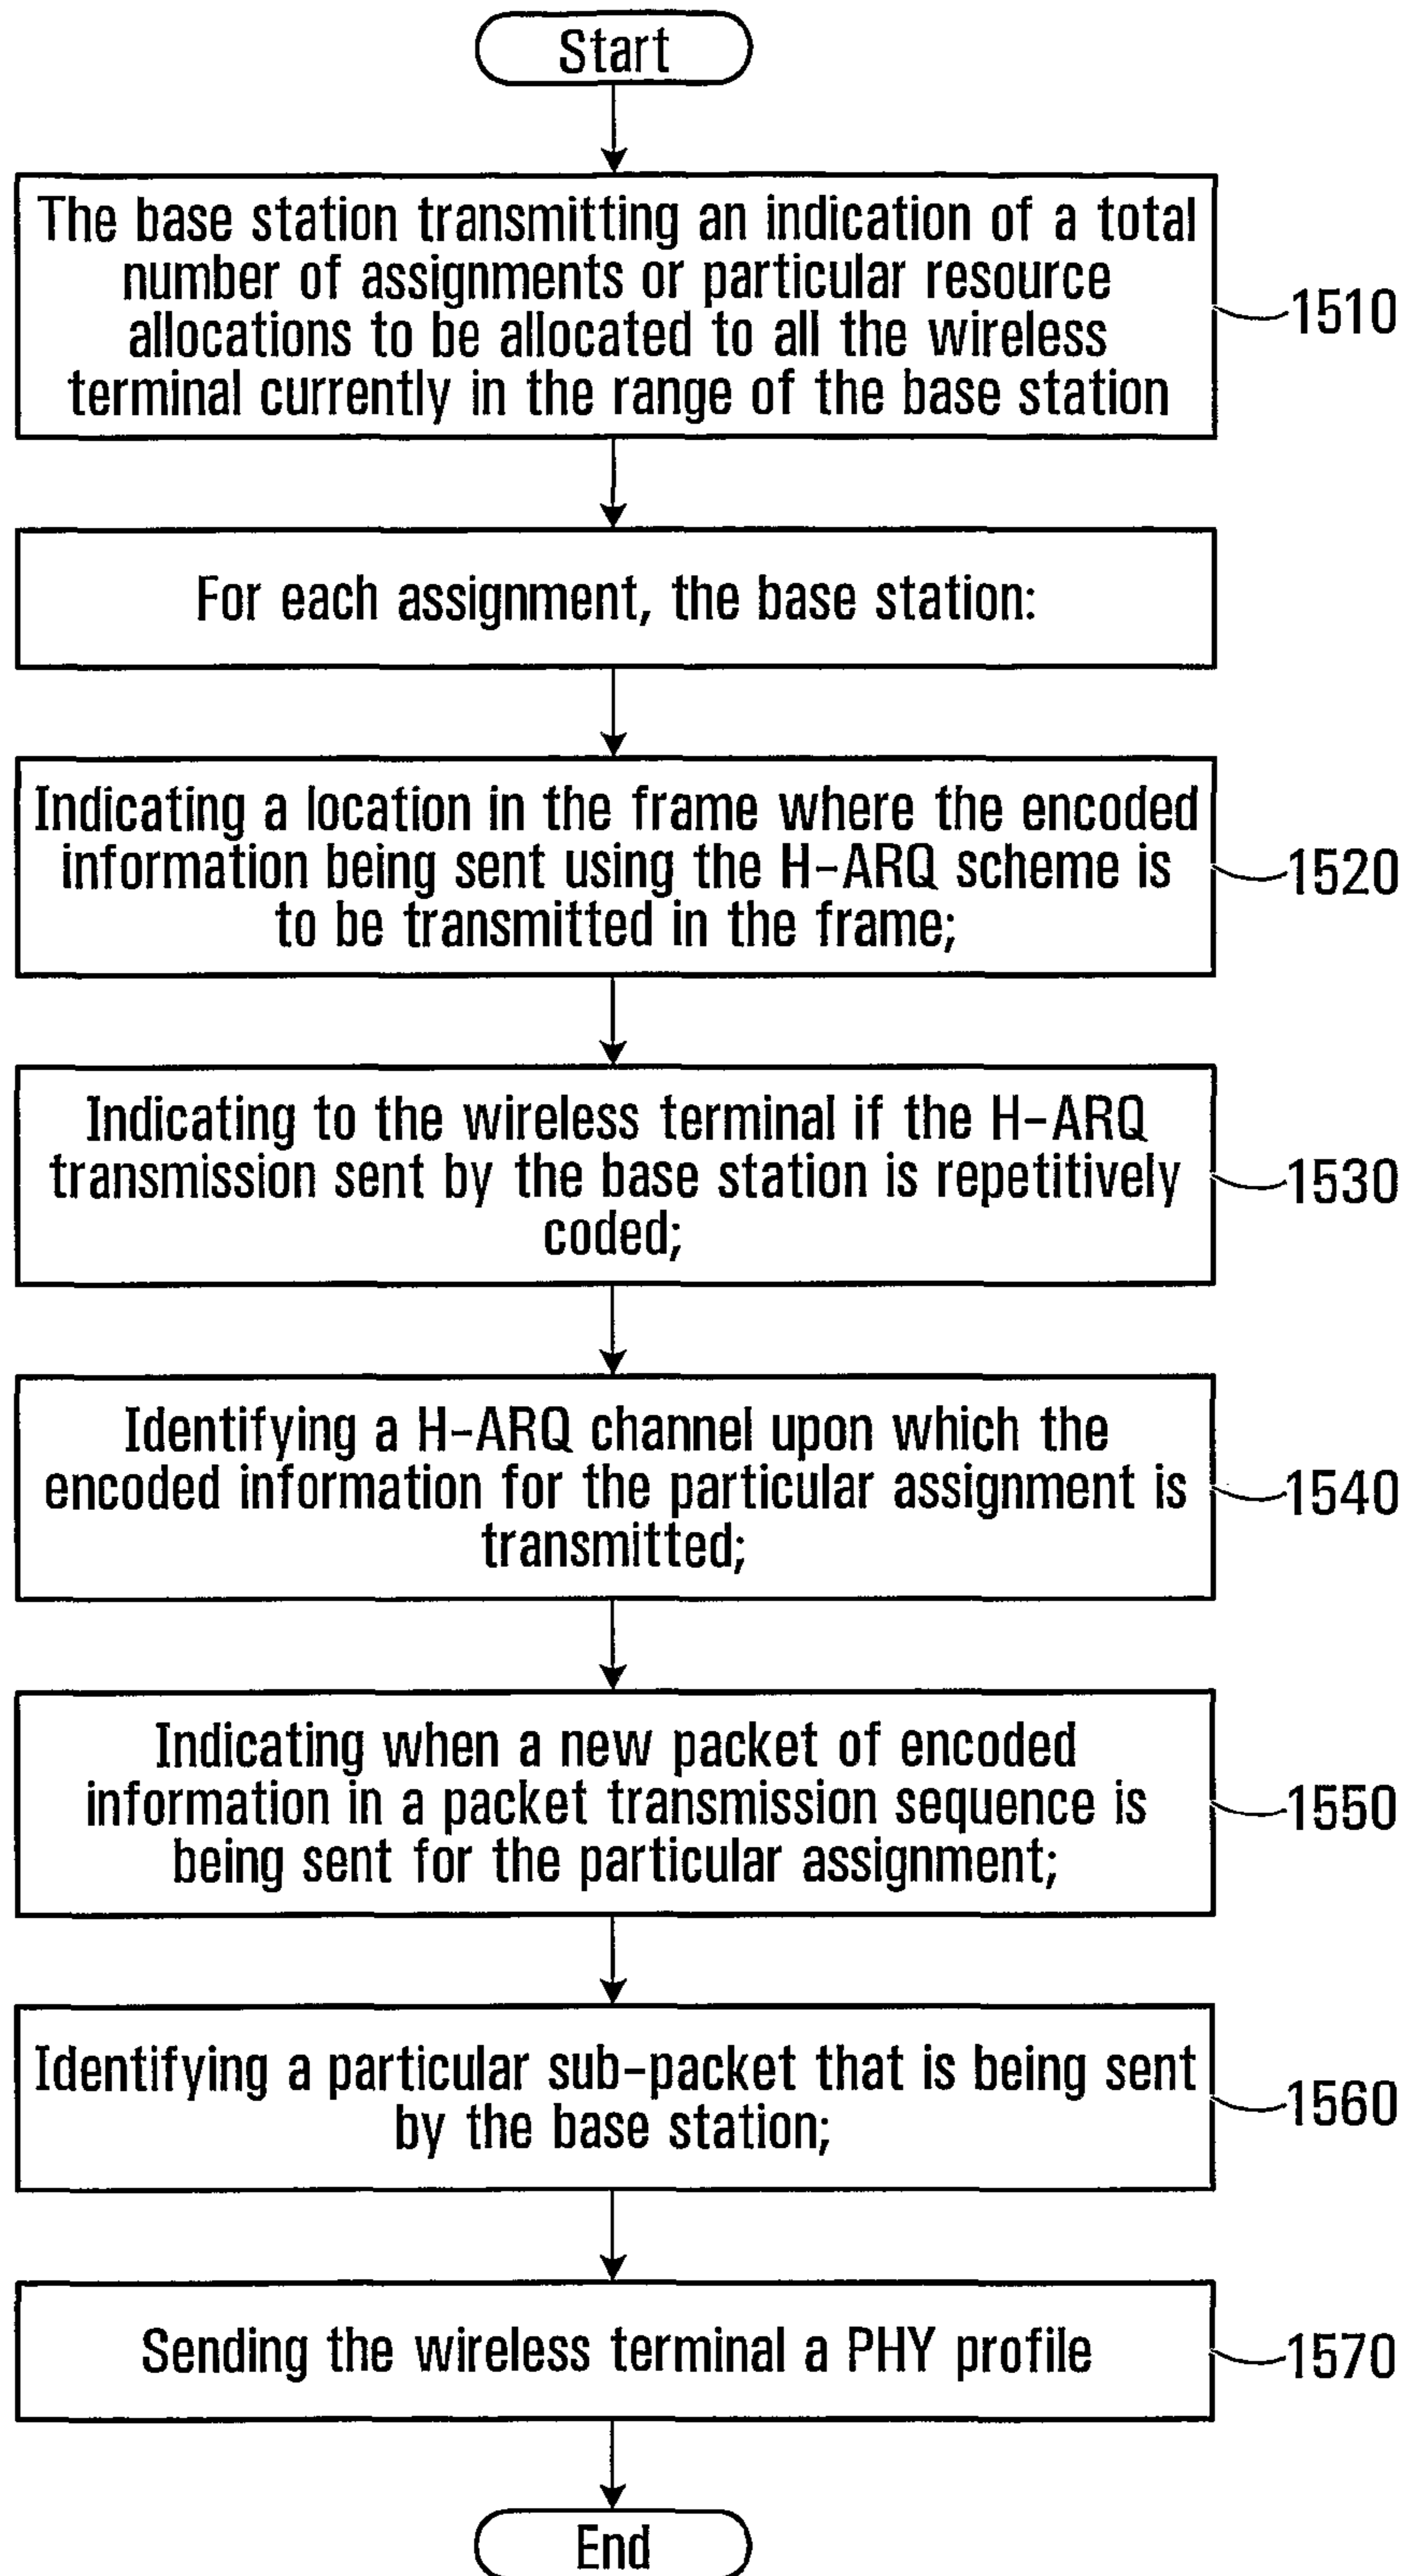 Start
The base station transmitting an indication of a total
number of assignments or particular resource
allocations to be allocated to all the wireless
terminal currently in the range of the base station
1510
For each assignment, the base station:
Indicating a location in the frame where the encoded
information being sent using the H-ARQ scheme is
to be transmitted in the frame;
1520
Indicating to the wireless terminal if the H-ARQ
transmission sent by the base station is repetitively
coded;
1530
Identifying a H-ARQ channel upon which the
encoded information for the particular assignment is
transmitted;
1540
Indicating when a new packet of encoded
information in a packet transmission sequence is
being sent for the particular assignment;
1550
Identifying a particular sub-packet that is being sent
by the base station;
1560
Sending the wireless terminal a PHY profile
1570
End